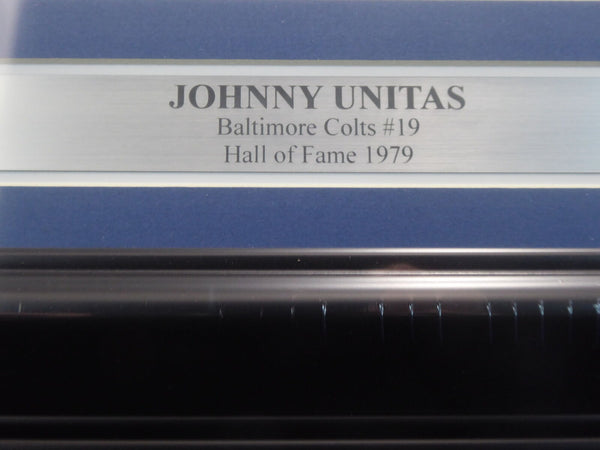 JOHNNY UNITAS
Baltimore Colts #19
Hall of Fame 1979